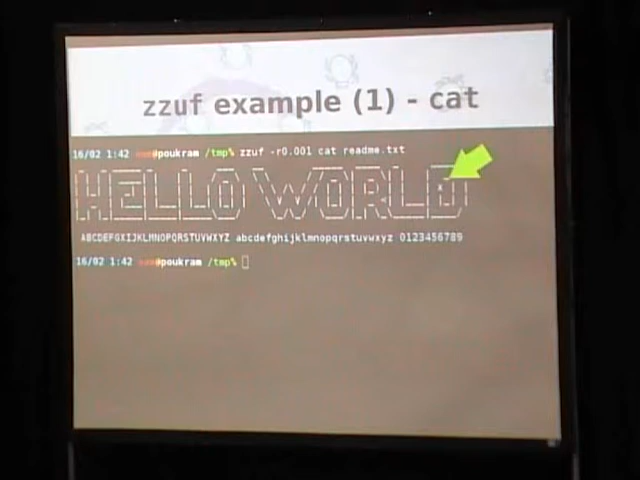 zzuf example (1) - cat
16/02 1:42 sam@poukram /tmp% zzuf -r0.001 cat readme.txt
HELLO WORLD
ABCDEFGXIJKLMNOPQRSTUVWXYZ abcdefghijklmnopqrstuvwxyz 0123456789
16/02 1:42 sam@poukram /tmp%